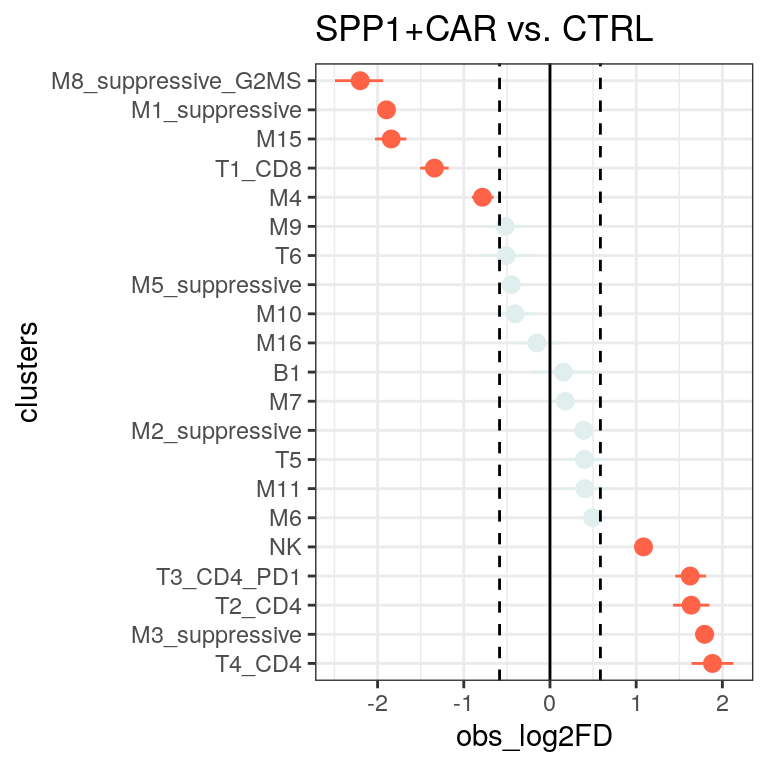 SPP1+CAR vs. CTRL
M8_suppressive_G2MS
M1_suppressive
M15
T1_CD8
M4
M9
T6
M5_suppressive
M10
M16
B1
M7
M2_suppressive
T5
M11
M6
NK
T3_CD4_PD1
T2_CD4
M3_suppressive
T4_CD4
clusters
-2 -1 0 1 2
obs_log2FD